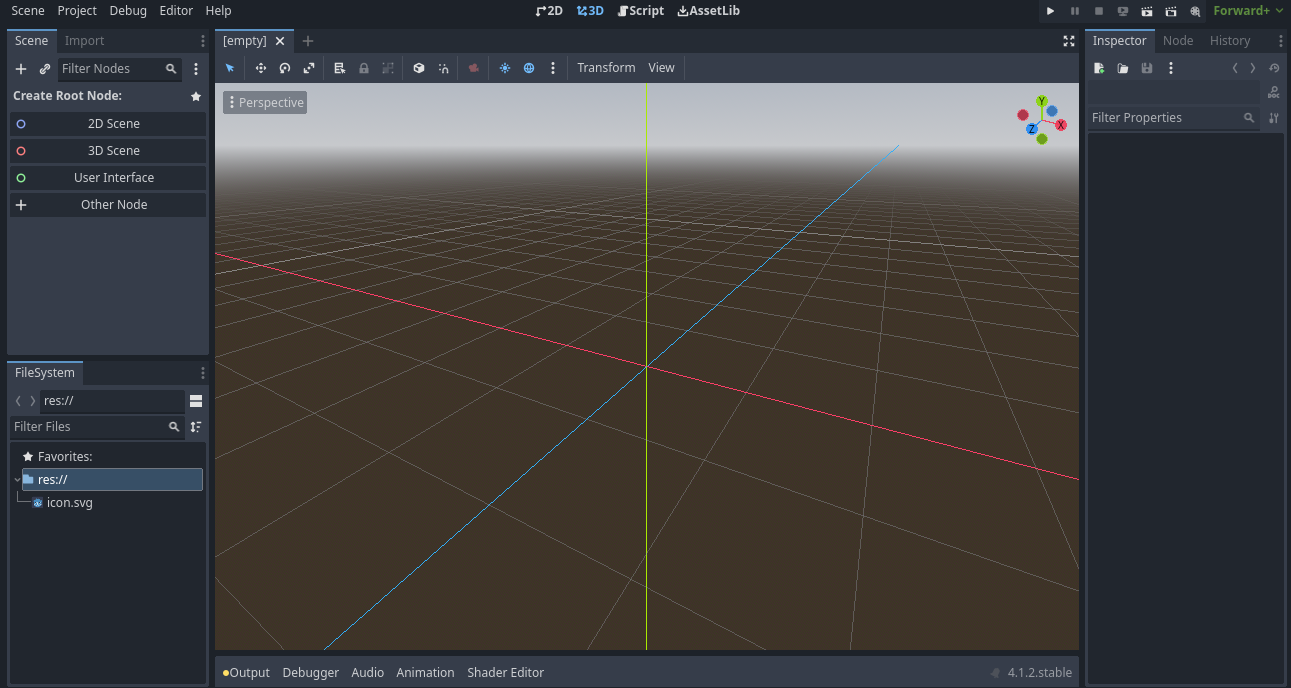 Scene Project Debug Editor Help
2D 3D Script AssetLib
Forward+
Scene Import
Filter Nodes
Create Root Node:
2D Scene
3D Scene
User Interface
Other Node
FileSystem
res://
Filter Files
Favorites:
res://
icon.svg
[empty]
Transform View
Perspective
Y
Z
X
Output Debugger Audio Animation Shader Editor
4.1.2.stable
Inspector Node History
DOC
Filter Properties